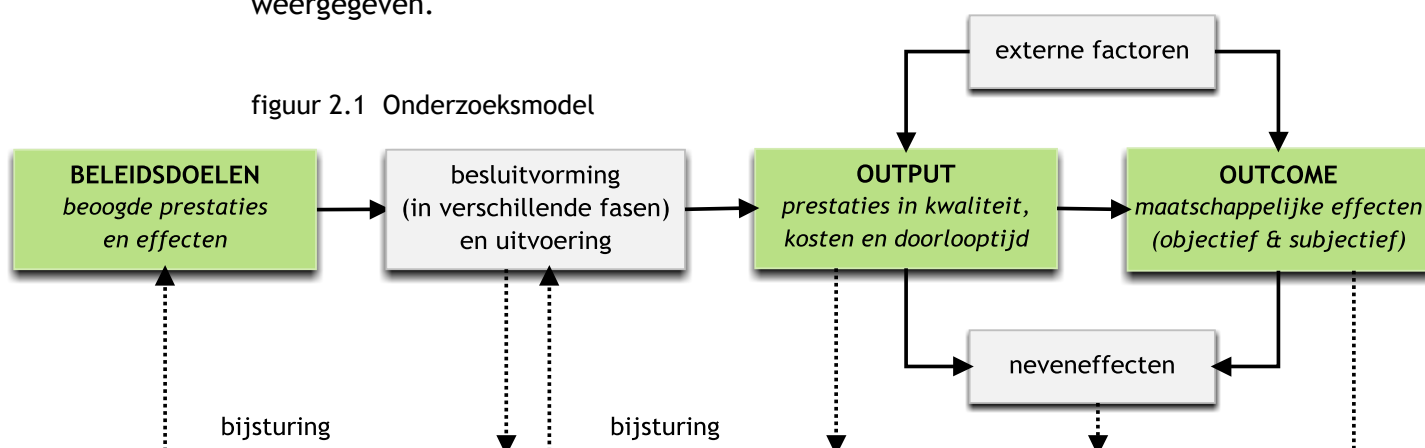 weergegeven.
externe factoren
figuur 2.1 Onderzoeksmodel
BELEIDSDOELEN
beoogde prestaties
en effecten
besluitvorming
(in verschillende fasen)
en uitvoering
OUTPUT
prestaties in kwaliteit,
kosten en doorlooptijd
OUTCOME
maatschappelijke effecten
(objectief & subjectief)
neveneffecten
bijsturing
bijsturing